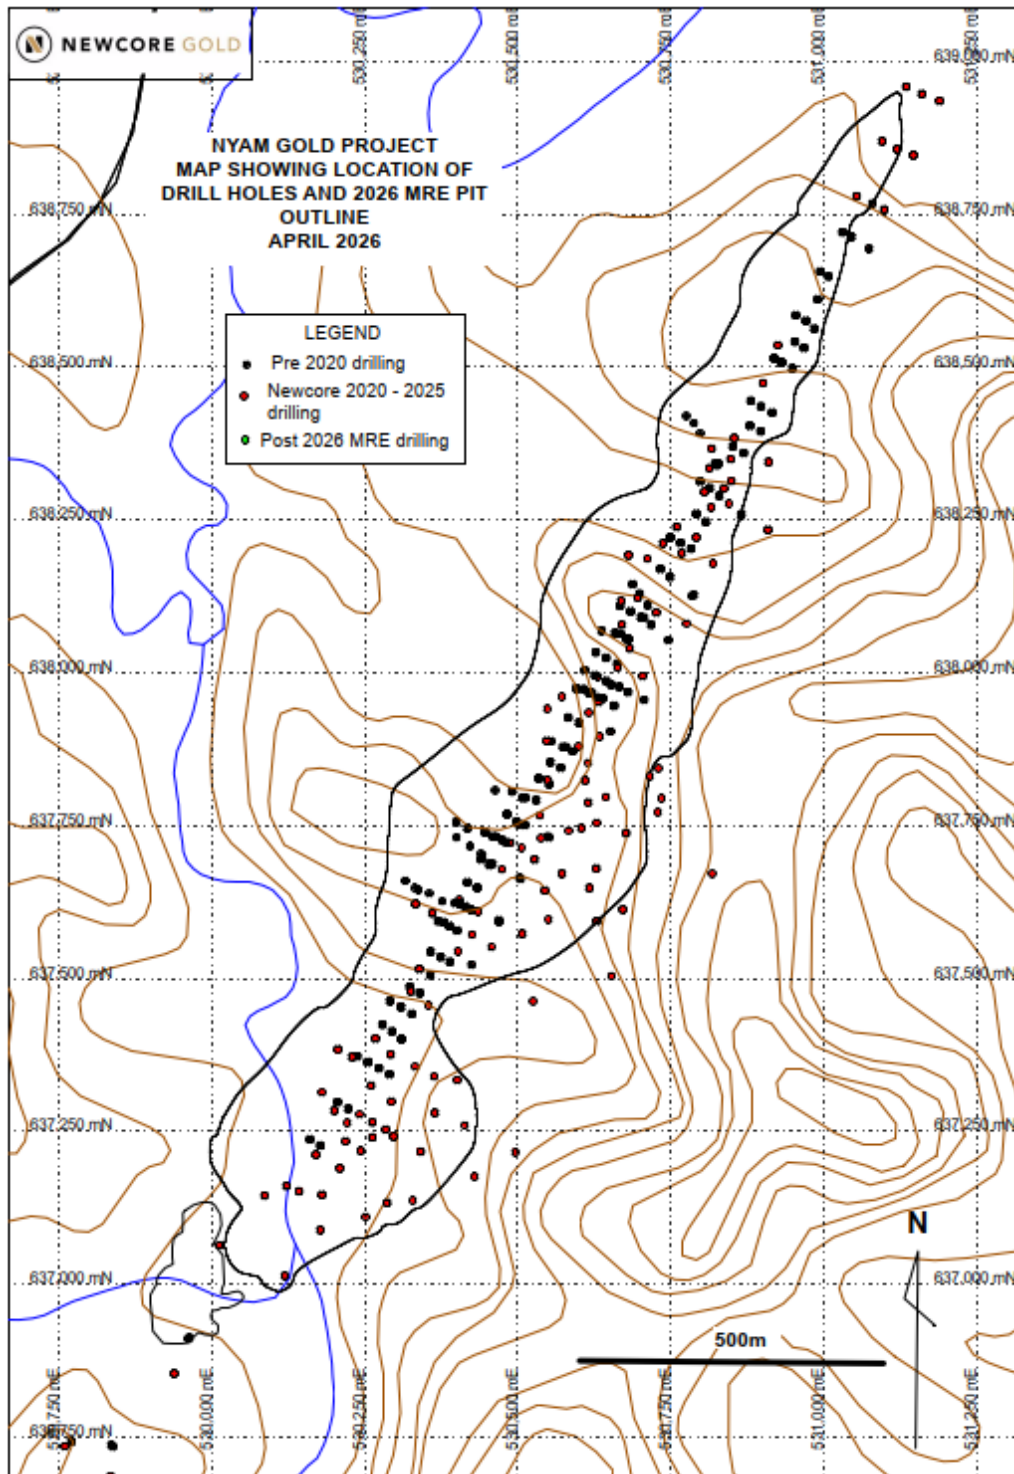 NEWCORE GOLD
530,250 mE
530,500 mE
530,750 mE
531,000 mE
531,250 mE
639,000 mN
NYAM GOLD PROJECT
MAP SHOWING LOCATION OF
DRILL HOLES AND 2026 MRE PIT
OUTLINE
APRIL 2026
638,750 mN
638,750 mN
LEGEND
Pre 2020 drilling
Newcore 2020 - 2025
drilling
Post 2026 MRE drilling
638,500 mN
638,500 mN
638,250 mN
638,250 mN
638,000 mN
638,000 mN
637,750 mN
637,750 mN
637,500 mN
637,500 mN
637,250 mN
637,250 mN
N
637,000 mN
637,000 mN
500m
530,000 mE
530,250 mE
530,500 mE
530,750 mE
531,000 mE
531,250 mE